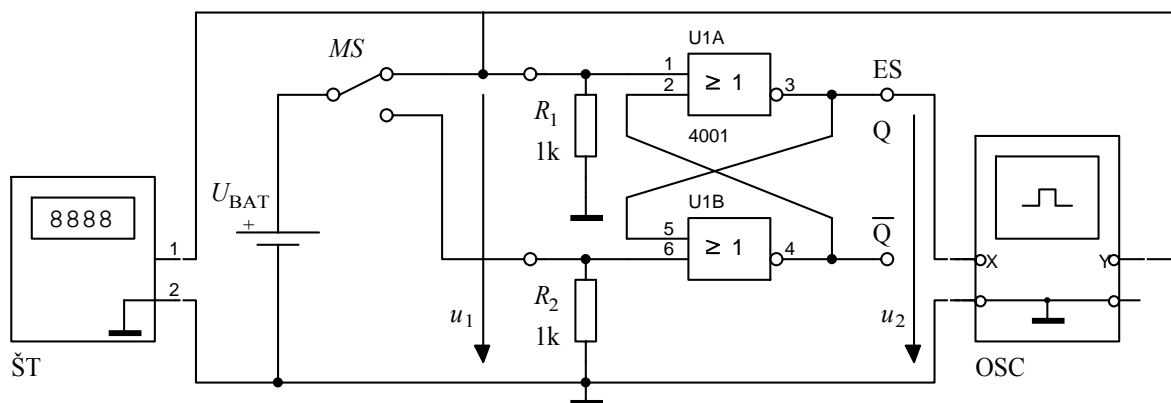 MS
U1A
1
2
≥ 1
3
ES
4001
Q
R1
1k
8888
UBAT
+
U1B
5
6
≥ 1
4
Q̅
1
2
R2
1k
u1
u2
X
Y
ŠT
OSC